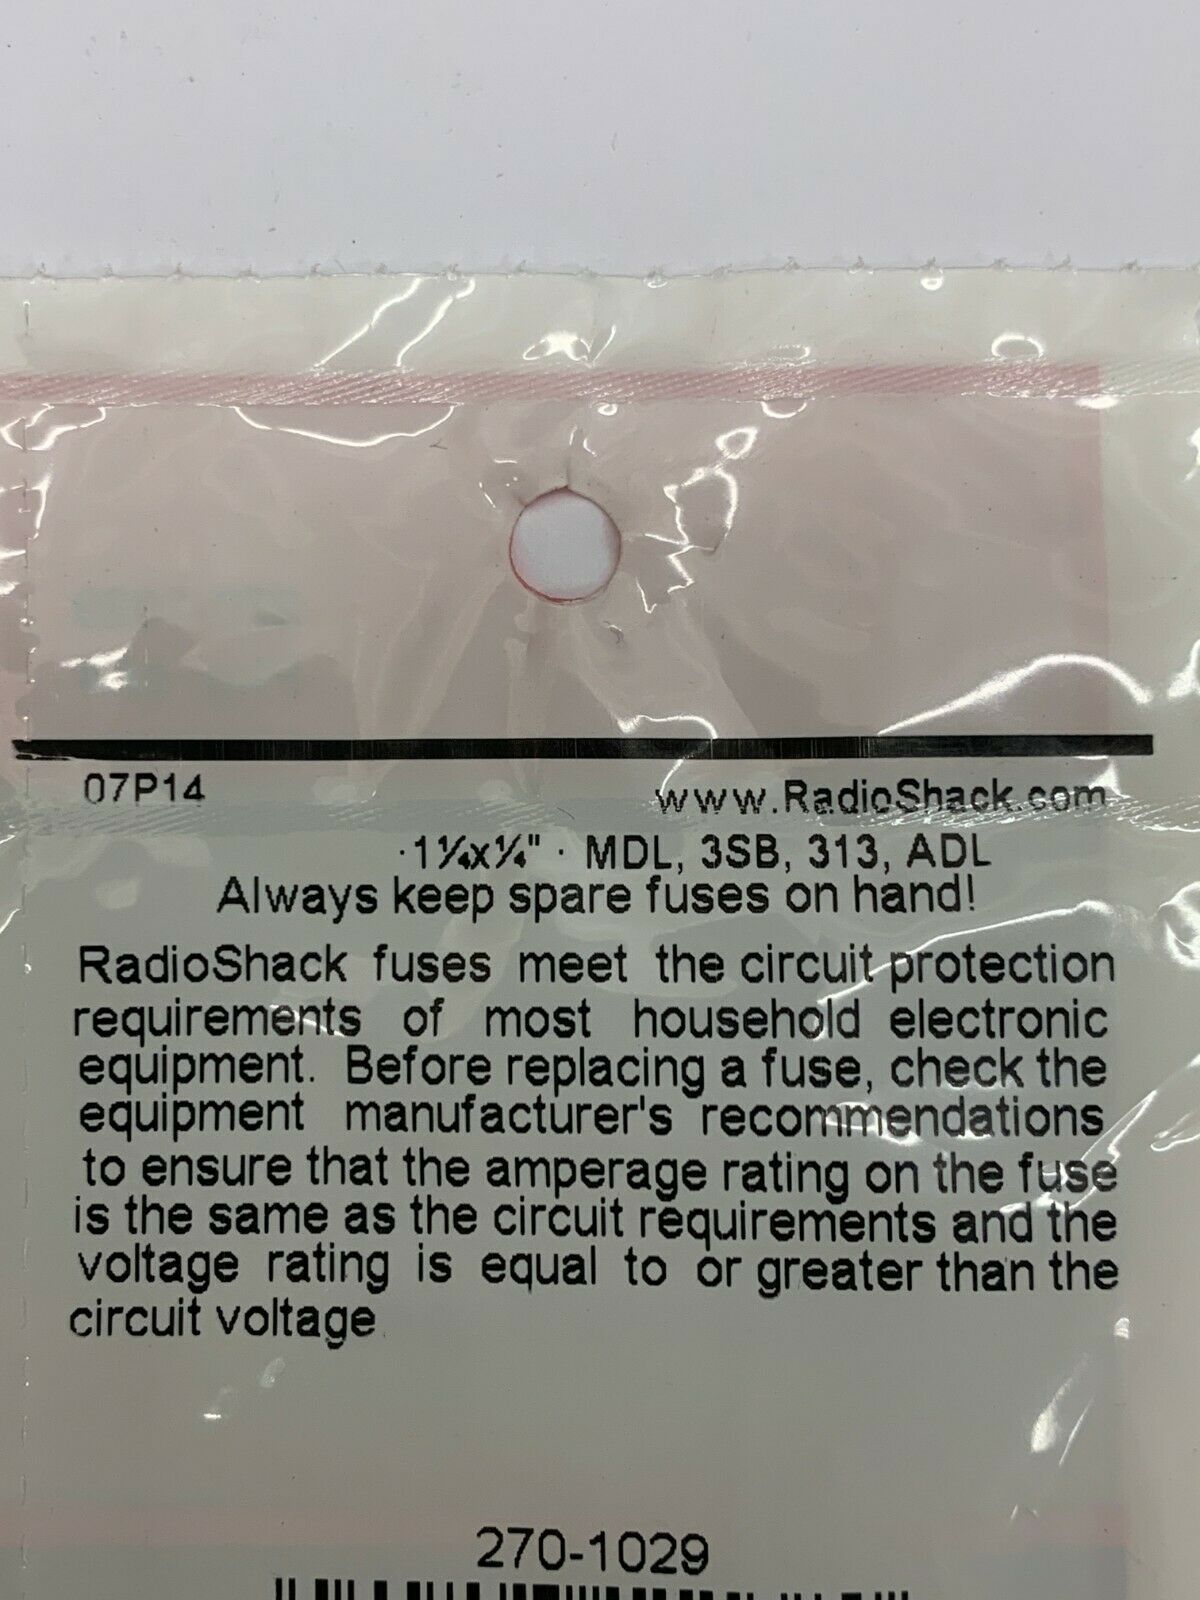 07P14 www.RadioShack.com
·1¼x¼" · MDL, 3SB, 313, ADL
Always keep spare fuses on hand!
RadioShack fuses meet the circuit protection
requirements of most household electronic
equipment. Before replacing a fuse, check the
equipment manufacturer's recommendations
to ensure that the amperage rating on the fuse
is the same as the circuit requirements and the
voltage rating is equal to or greater than the
circuit voltage.
270-1029